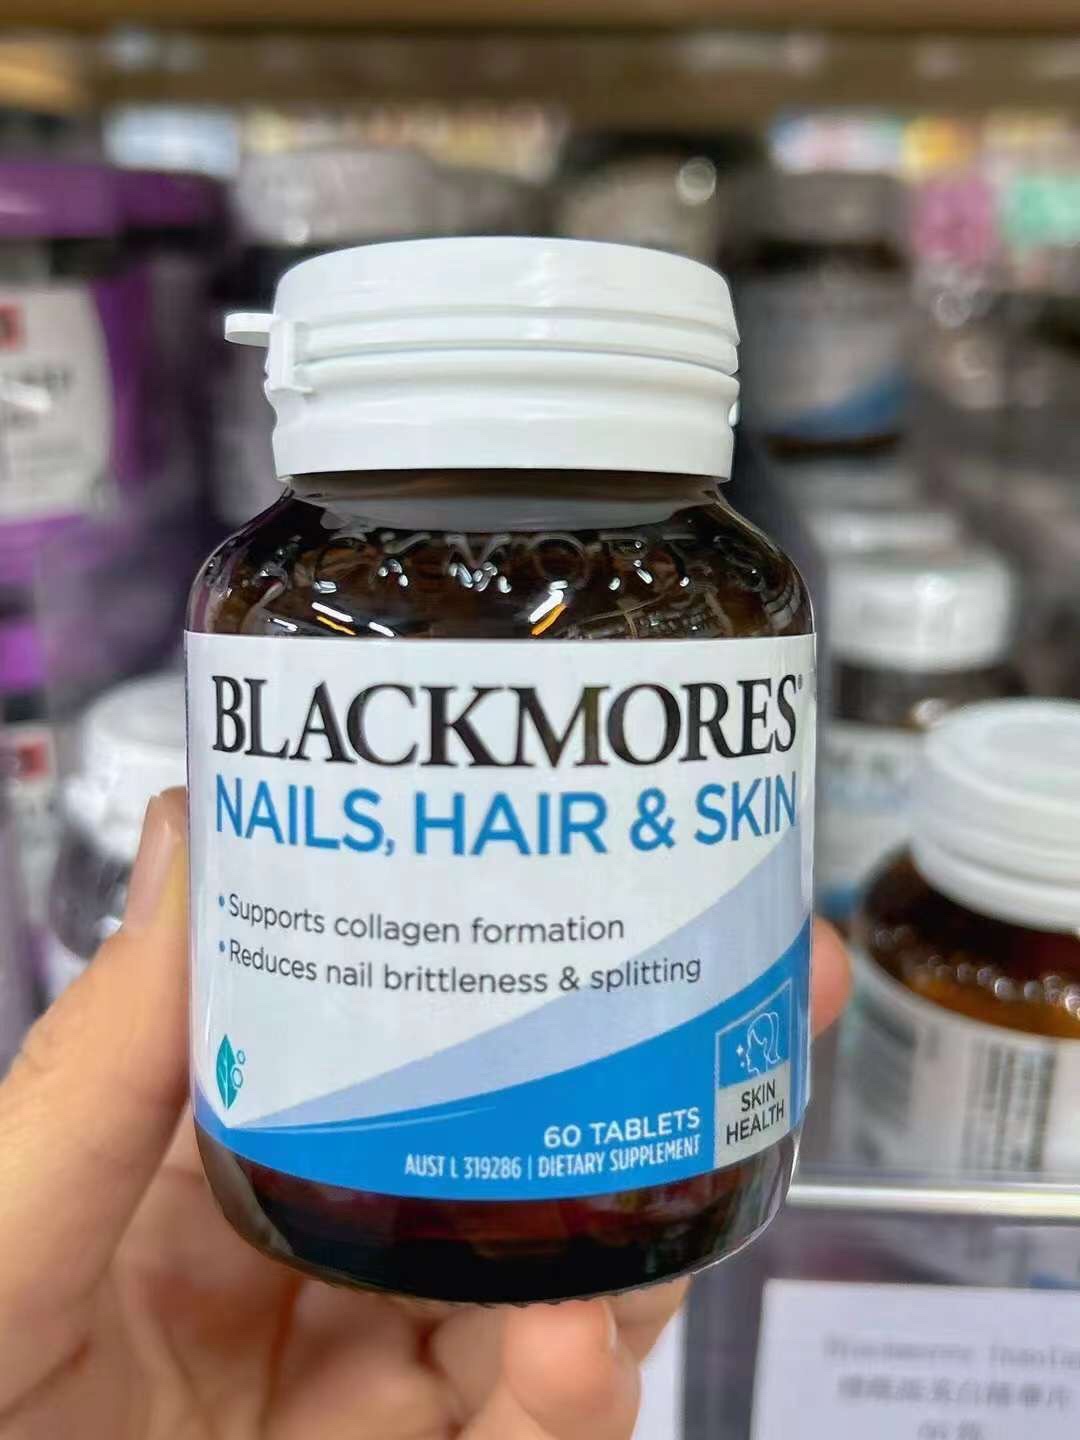 BLACKMORES®
NAILS, HAIR & SKIN
• Supports collagen formation
• Reduces nail brittleness & splitting
SKIN
HEALTH
60 TABLETS
AUST L 319286 | DIETARY SUPPLEMENT